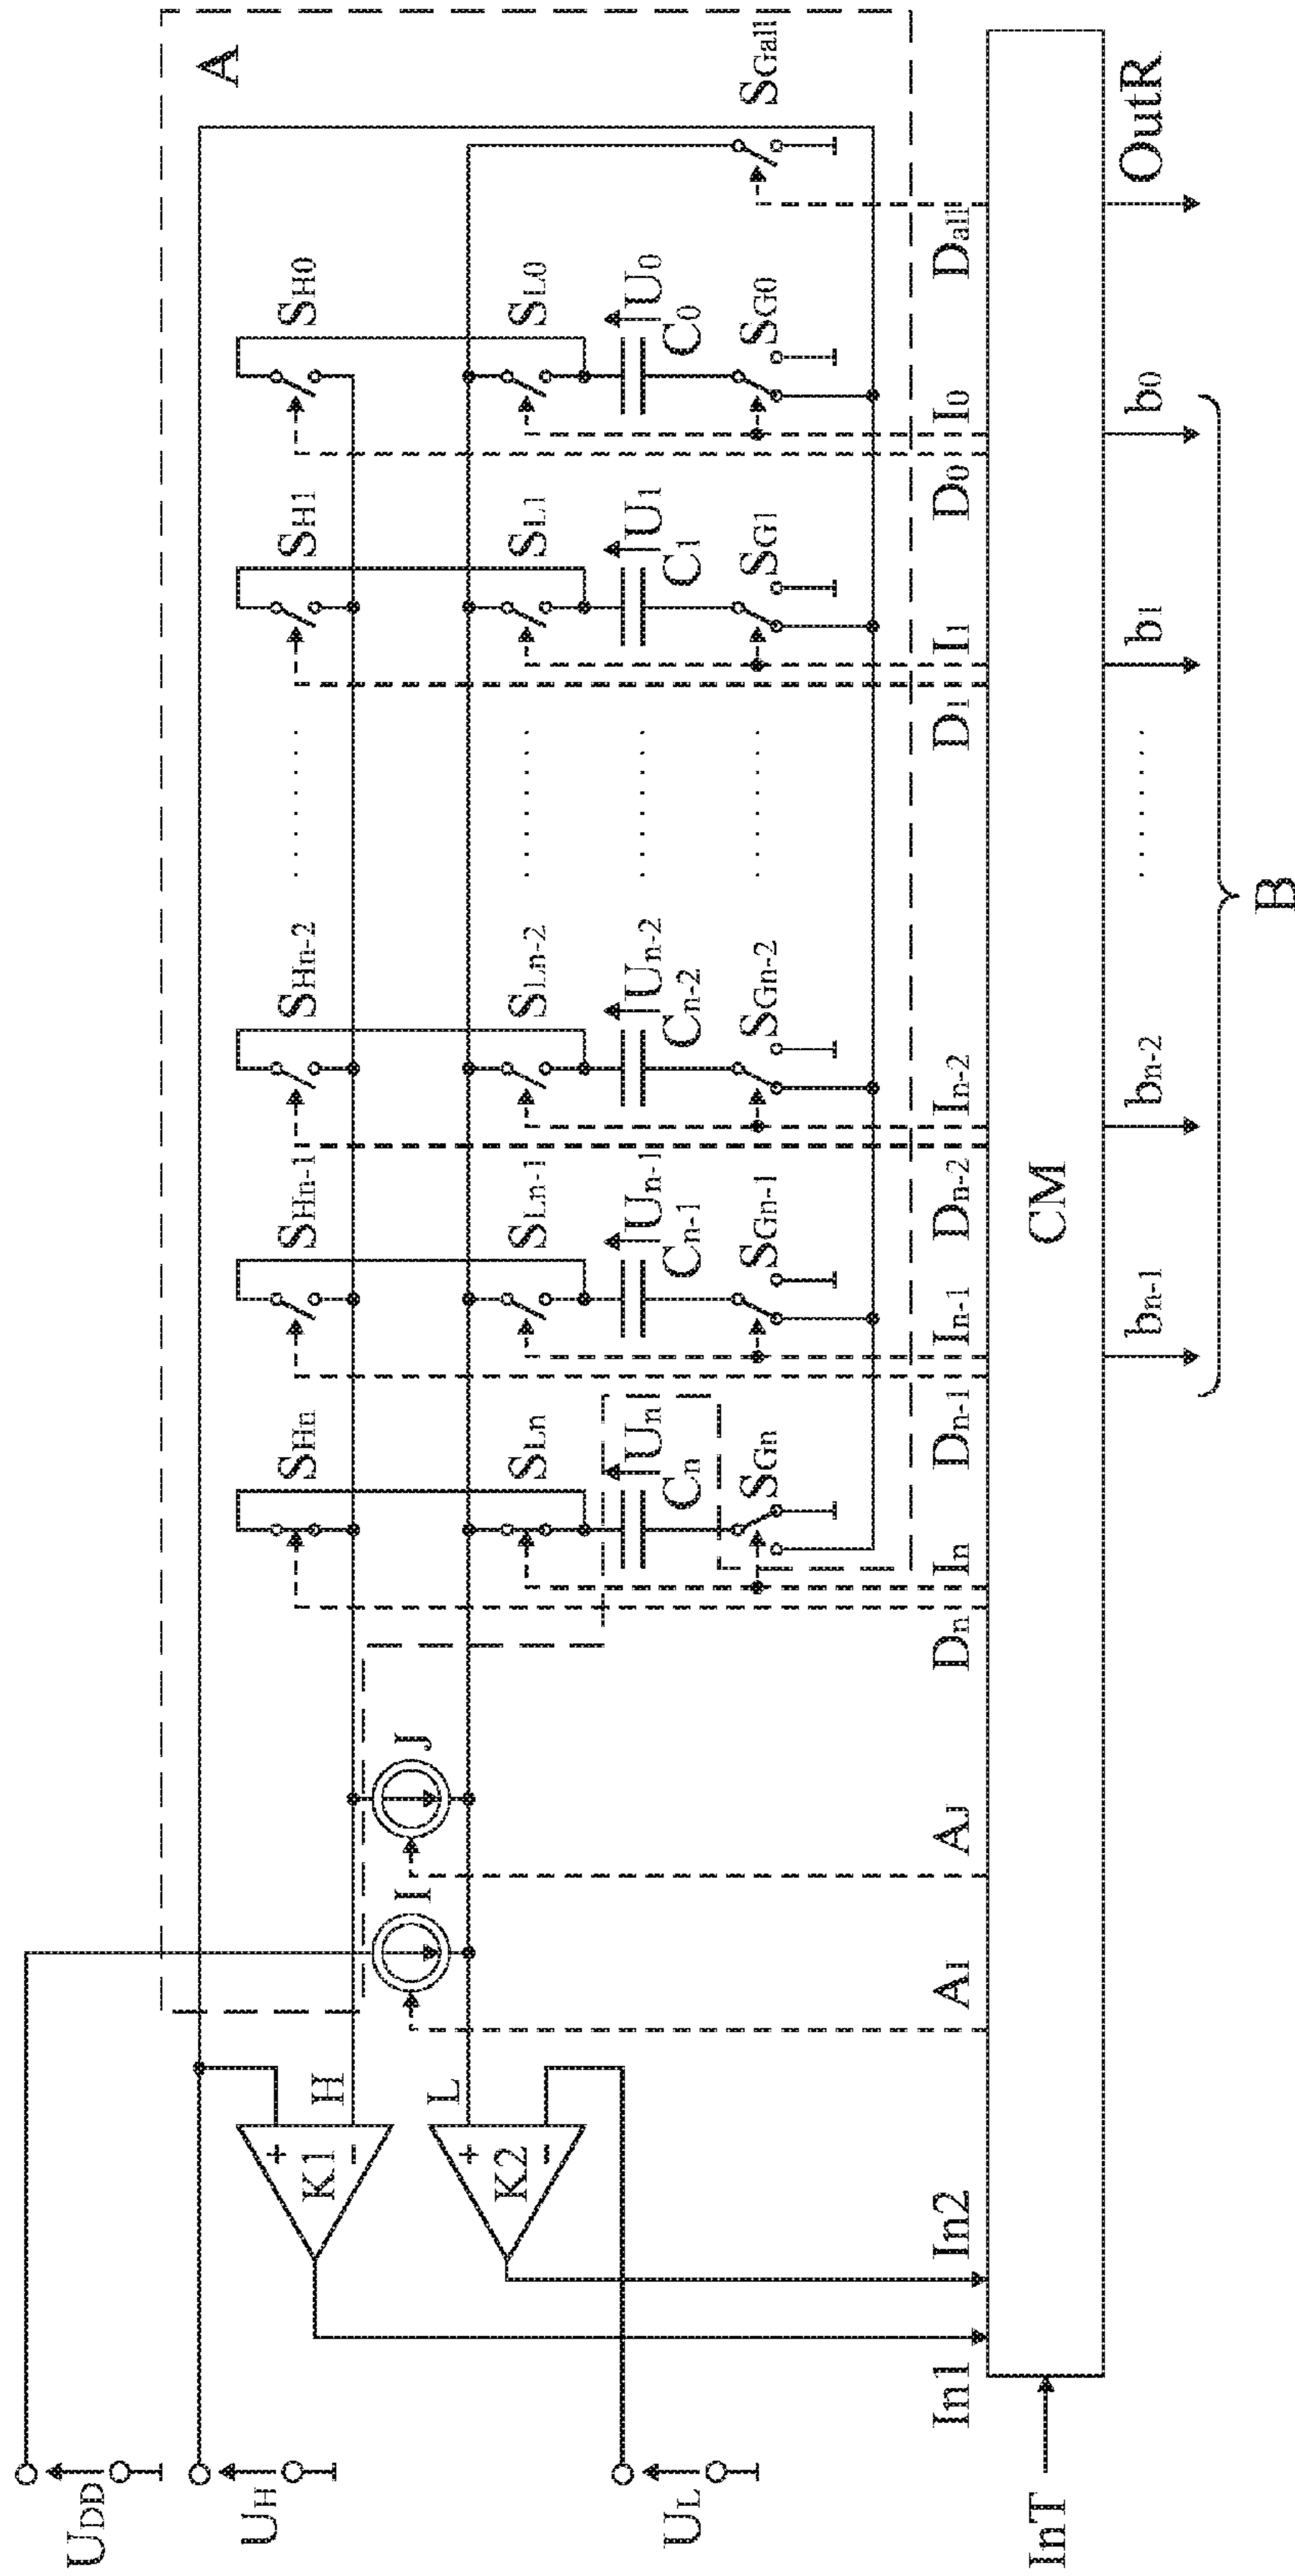 UDD
UH
UL
A
SHn SHn-1 SHn-2 ....... SH1 SH0
K1 + − H
I J
K2 + − L
SLn SLn-1 SLn-2 ....... SL1 SL0
Un Un-1 Un-2 ....... U1 U0
Cn Cn-1 Cn-2 C1 C0
SGn SGn-1 SGn-2 ....... SG1 SG0 SGall
In1 In2 AI AJ Dn In Dn-1 In-1 Dn-2 In-2 D1 I1 D0 I0 Dall
InT CM
bn-1 bn-2 ....... b1 b0 OutR
B